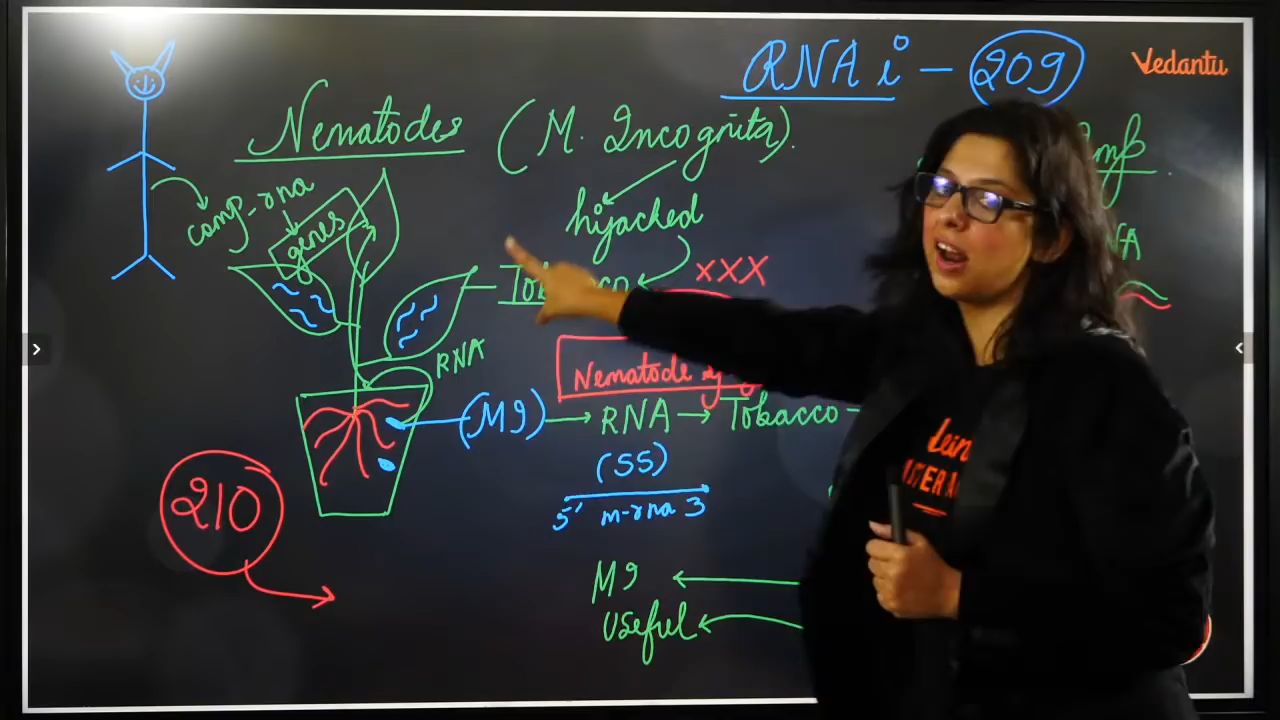 RNA i - 209
Vedantu
Nematodes (M. Incognita).
comp-rna
genes
hijacked
XXX
RNA
Nematode
(M9) → RNA → Tobacco -
(SS)
5' m-rna 3
210
M9
Useful